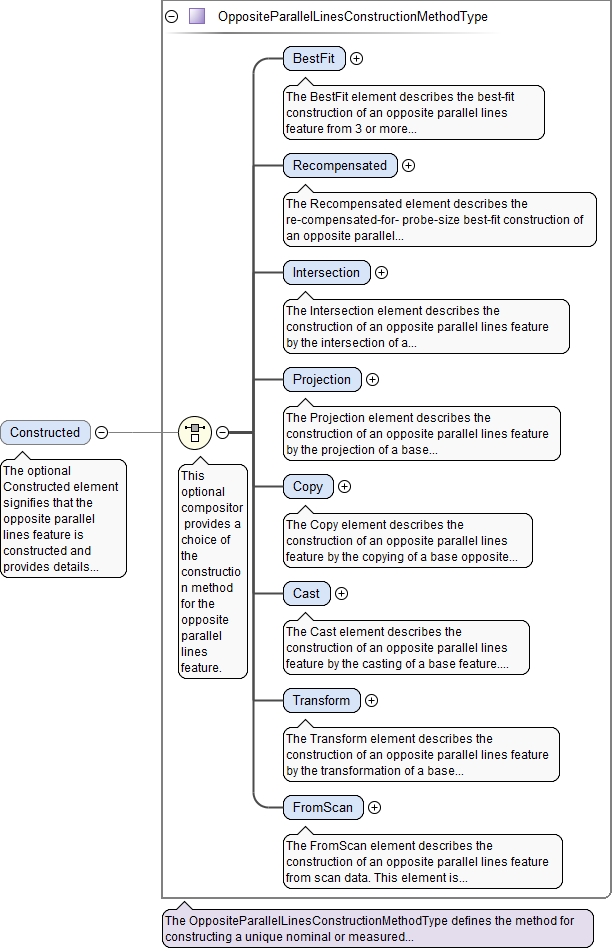 OppositeParallelLinesConstructionMethodType
BestFit
The BestFit element describes the best-fit
construction of an opposite parallel lines
feature from 3 or more...
Recompensated
The Recompensated element describes the
re-compensated-for- probe-size best-fit construction of
an opposite parallel...
Intersection
The Intersection element describes the
construction of an opposite parallel lines feature
by the intersection of a...
Projection
The Projection element describes the
construction of an opposite parallel lines feature
by the projection of a base...
Constructed
The optional
Constructed element
signifies that the
opposite parallel
lines feature is
constructed and
provides details...
This
optional
compositor
provides a
choice of
the
constructio
n method
for the
opposite
parallel
lines
feature.
Copy
The Copy element describes the
construction of an opposite parallel lines
feature by the copying of a base opposite...
Cast
The Cast element describes the
construction of an opposite parallel lines
feature by the casting of a base feature....
Transform
The Transform element describes the
construction of an opposite parallel lines feature
by the transformation of a base...
FromScan
The FromScan element describes the
construction of an opposite parallel lines feature
from scan data. This element is...
The OppositeParallelLinesConstructionMethodType defines the method for
constructing a unique nominal or measured...